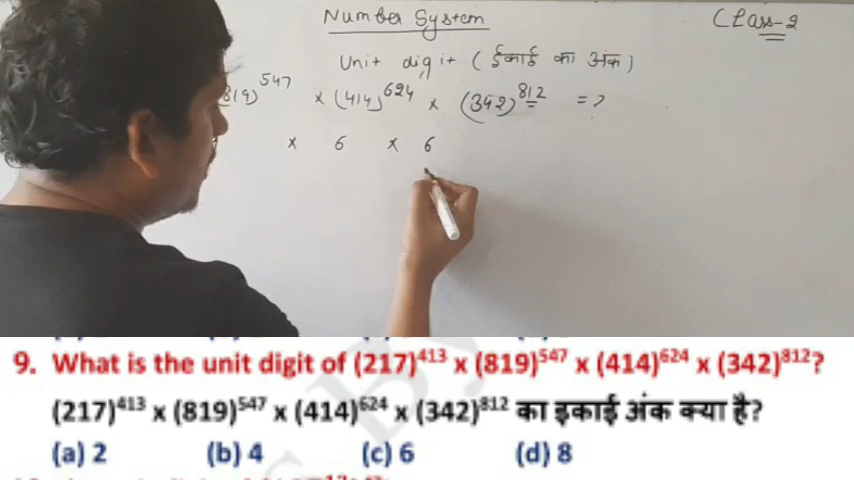 Number System
Class-2
Unit digit (ईकाई का अंक)
819)^547 × (414)^624 × (342)^812 = ?
× 6 × 6
9. What is the unit digit of (217)^413 x (819)^547 x (414)^624 x (342)^812?
(217)^413 x (819)^547 x (414)^624 x (342)^812 का इकाई अंक क्या है?
(a) 2 (b) 4 (c) 6 (d) 8